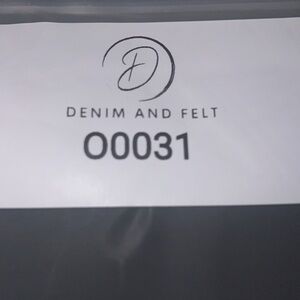 DENIM AND FELT
O0031